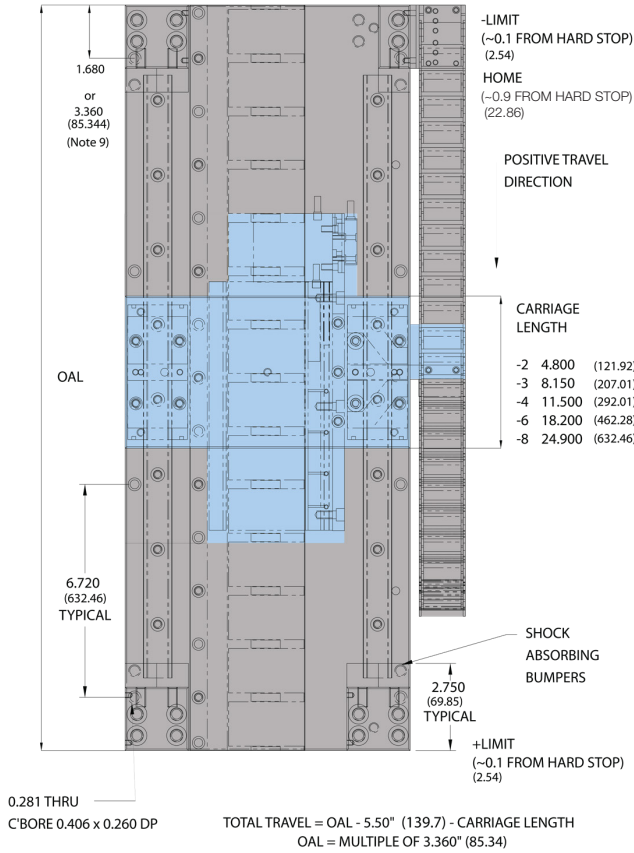 -LIMIT
(~0.1 FROM HARD STOP)
(2.54)
HOME
(~0.9 FROM HARD STOP)
(22.86)
1.680
or
3.360
(85.344)
(Note 9)
POSITIVE TRAVEL
DIRECTION
CARRIAGE
LENGTH
-2 4.800 (121.92)
-3 8.150 (207.01)
-4 11.500 (292.01)
-6 18.200 (462.28)
-8 24.900 (632.46)
OAL
6.720
(632.46)
TYPICAL
SHOCK
ABSORBING
BUMPERS
2.750
(69.85)
TYPICAL
+LIMIT
(~0.1 FROM HARD STOP)
(2.54)
0.281 THRU
C'BORE 0.406 x 0.260 DP
TOTAL TRAVEL = OAL - 5.50" (139.7) - CARRIAGE LENGTH
OAL = MULTIPLE OF 3.360" (85.34)